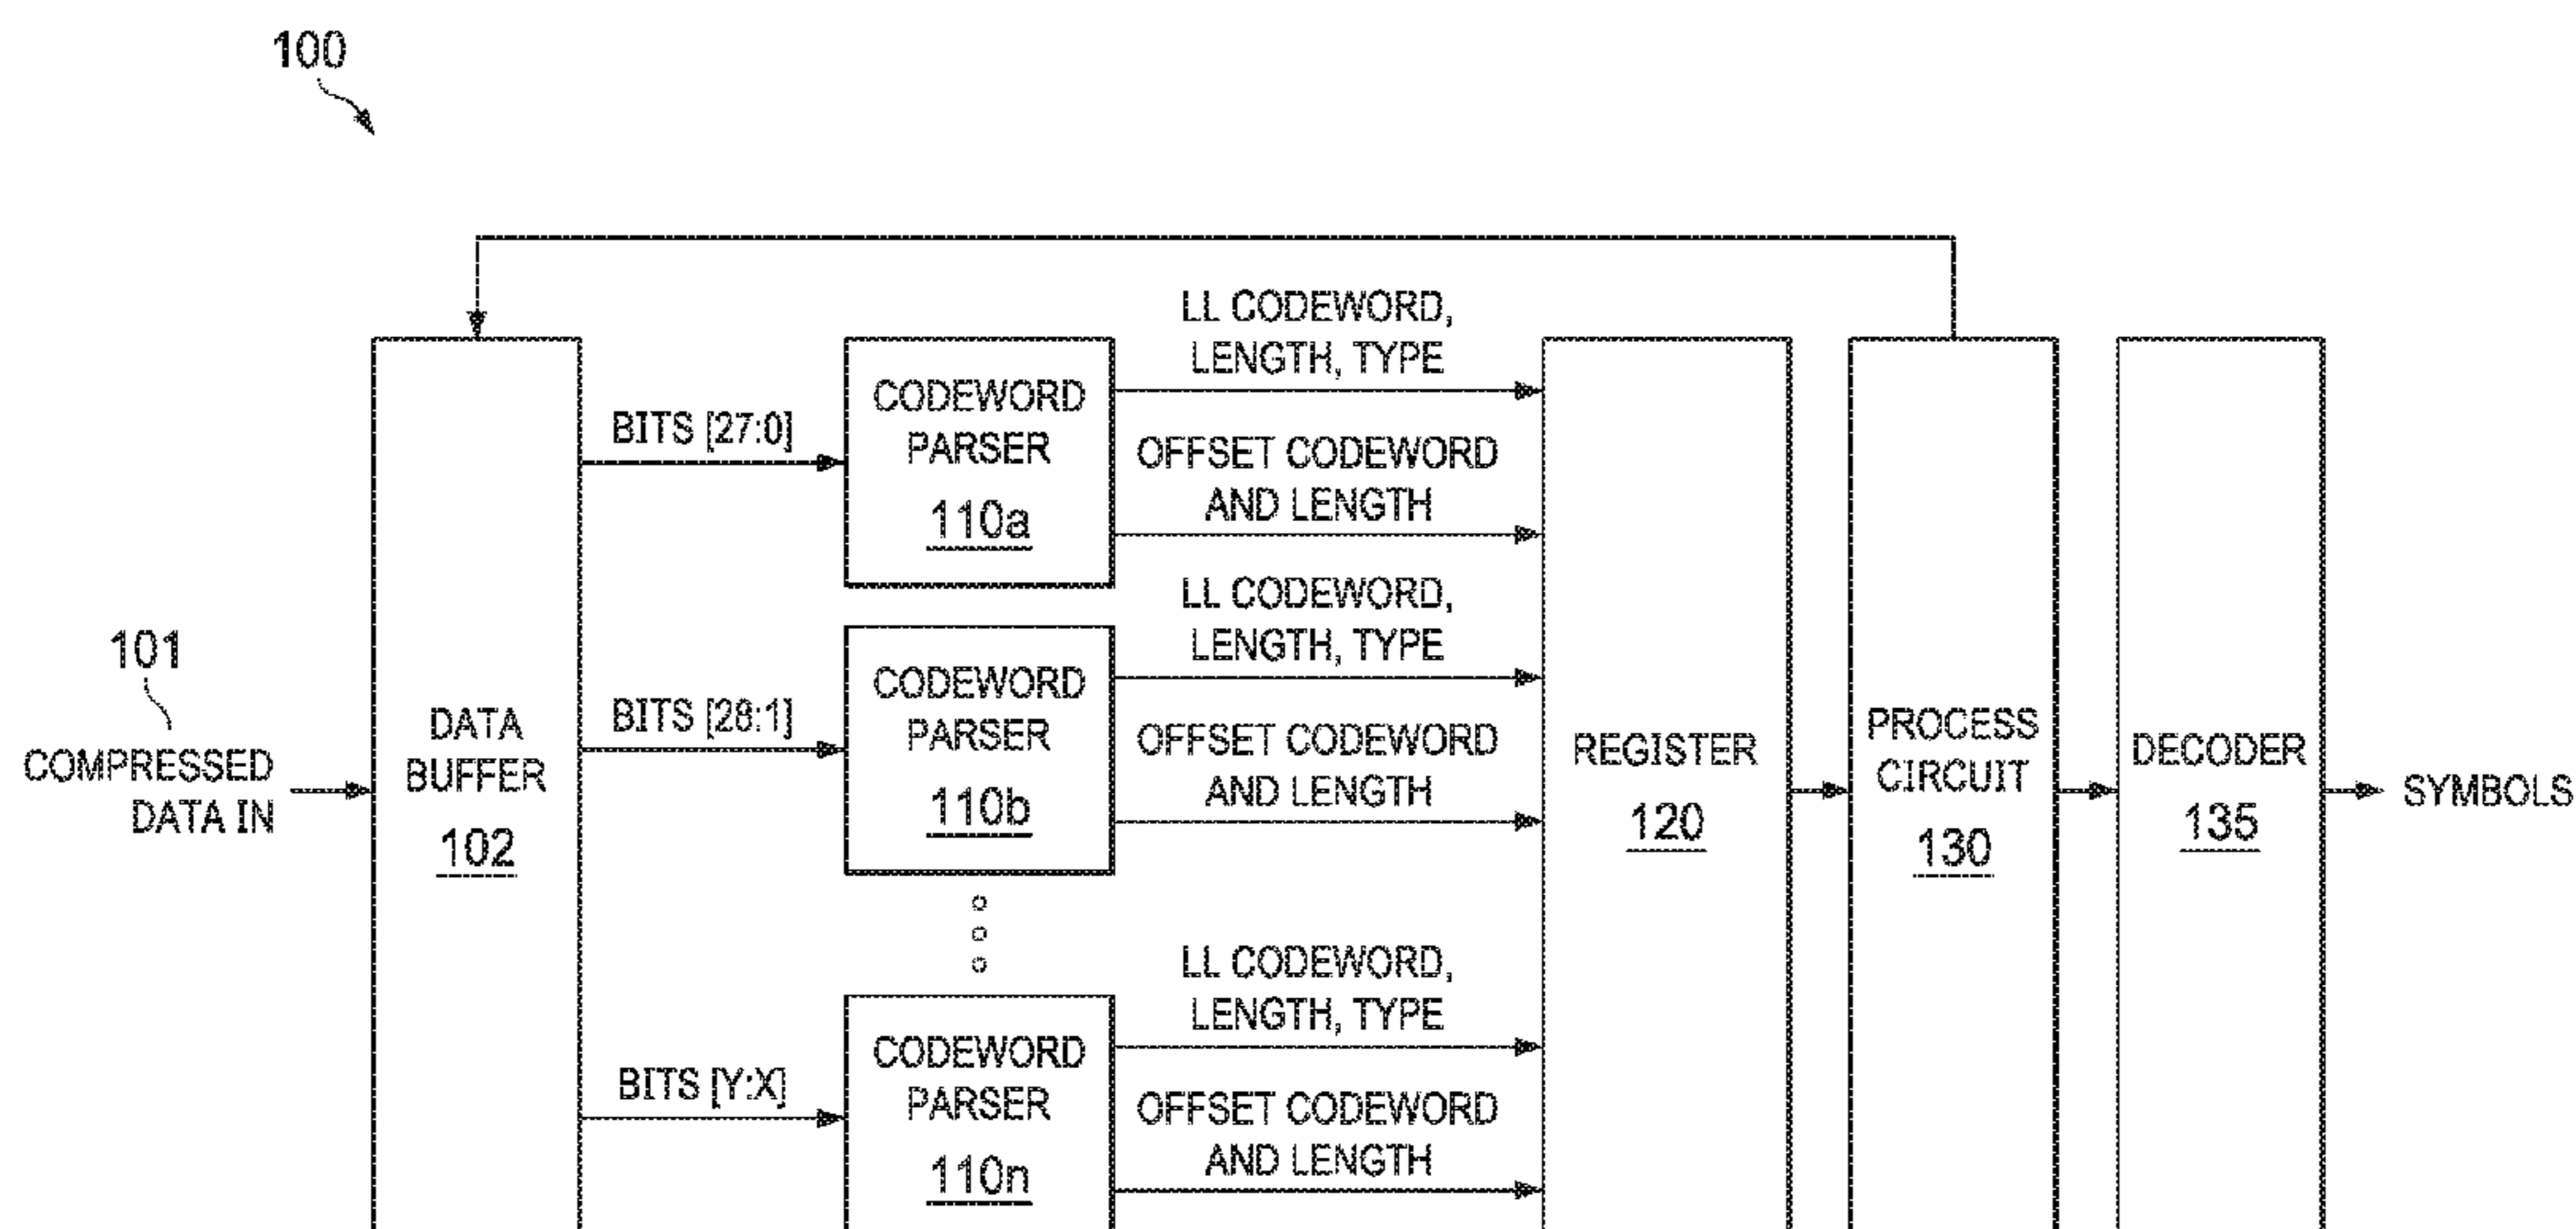 100
LL CODEWORD,
LENGTH, TYPE
CODEWORD
PARSER
110a
BITS [27:0]
OFFSET CODEWORD
AND LENGTH
LL CODEWORD,
LENGTH, TYPE
101
COMPRESSED
DATA IN
DATA
BUFFER
102
BITS [28:1]
CODEWORD
PARSER
110b
OFFSET CODEWORD
AND LENGTH
REGISTER
120
PROCESS
CIRCUIT
130
DECODER
135
SYMBOLS
LL CODEWORD,
LENGTH, TYPE
BITS [Y:X]
CODEWORD
PARSER
110n
OFFSET CODEWORD
AND LENGTH